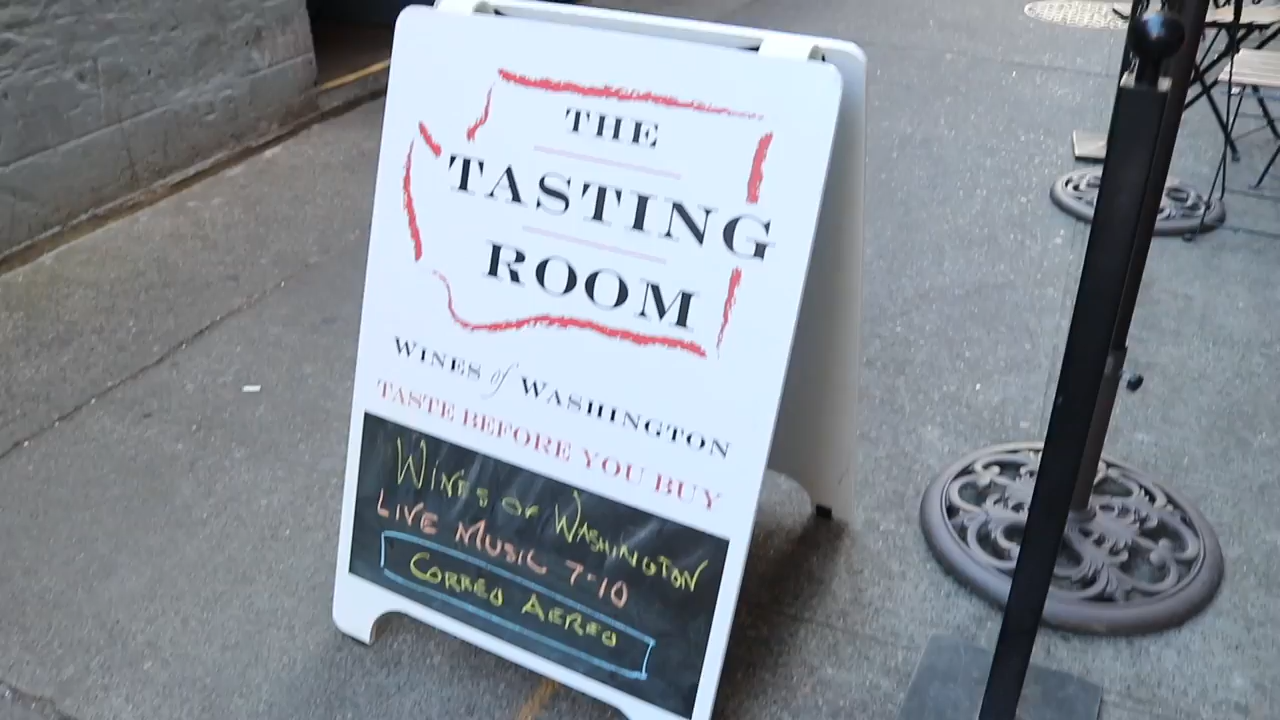 THE
TASTING
ROOM
WINES of WASHINGTON
TASTE BEFORE YOU BUY
WINES OF WASHINGTON
LIVE MUSIC 7-10
CORREO AEREO